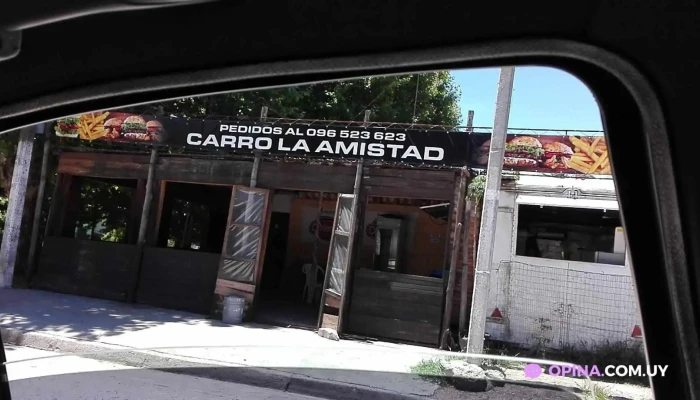 PEDIDOS AL 096 523 623
CARRO LA AMISTAD
OPINA.COM.UY